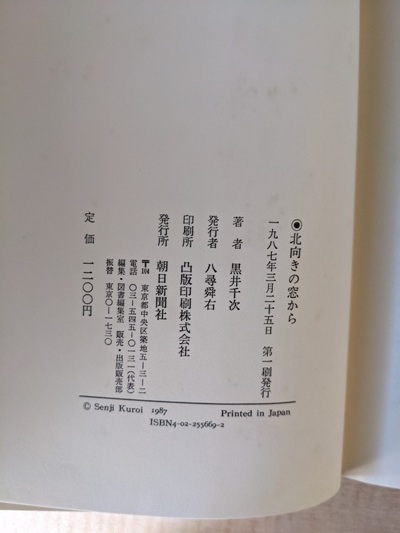 ◉北向きの窓から
一九八七年三月二十五日 第一刷発行
著者 黒井千次
発行者 八尋舜右
印刷所 凸版印刷株式会社
発行所 朝日新聞社
〒104 東京都中央区築地五−三−二
電話 〇三−五四五−〇一三一(代表)
編集・図書編集室 販売・出版販売部
振替 東京〇−一七三〇
定価 一二〇〇円
© Senji Kuroi 1987 Printed in Japan
ISBN4-02-255669-2